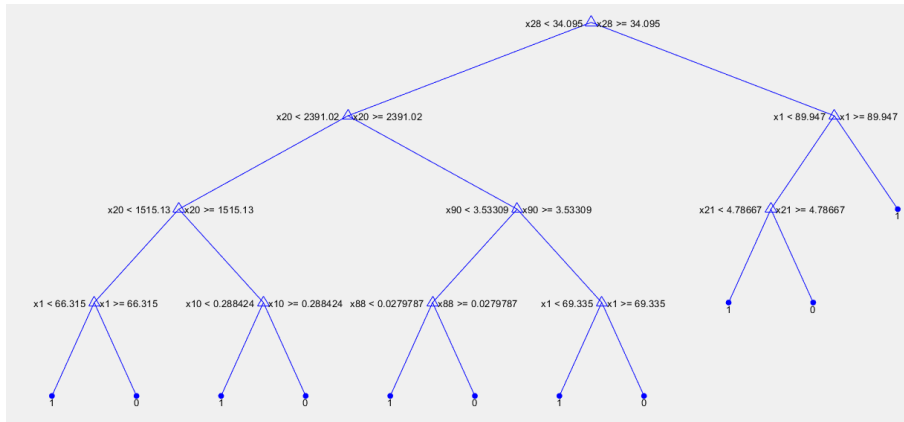 x28 < 34.095 x28 >= 34.095
x20 < 2391.02 x20 >= 2391.02 x1 < 89.947 x1 >= 89.947
x20 < 1515.13 x20 >= 1515.13 x90 < 3.53309 x90 >= 3.53309 x21 < 4.78667 x21 >= 4.78667 1
x1 < 66.315 x1 >= 66.315 x10 < 0.288424 x10 >= 0.288424 x88 < 0.0279787 x88 >= 0.0279787 x1 < 69.335 x1 >= 69.335 1 0
1 0 1 0 1 0 1 0